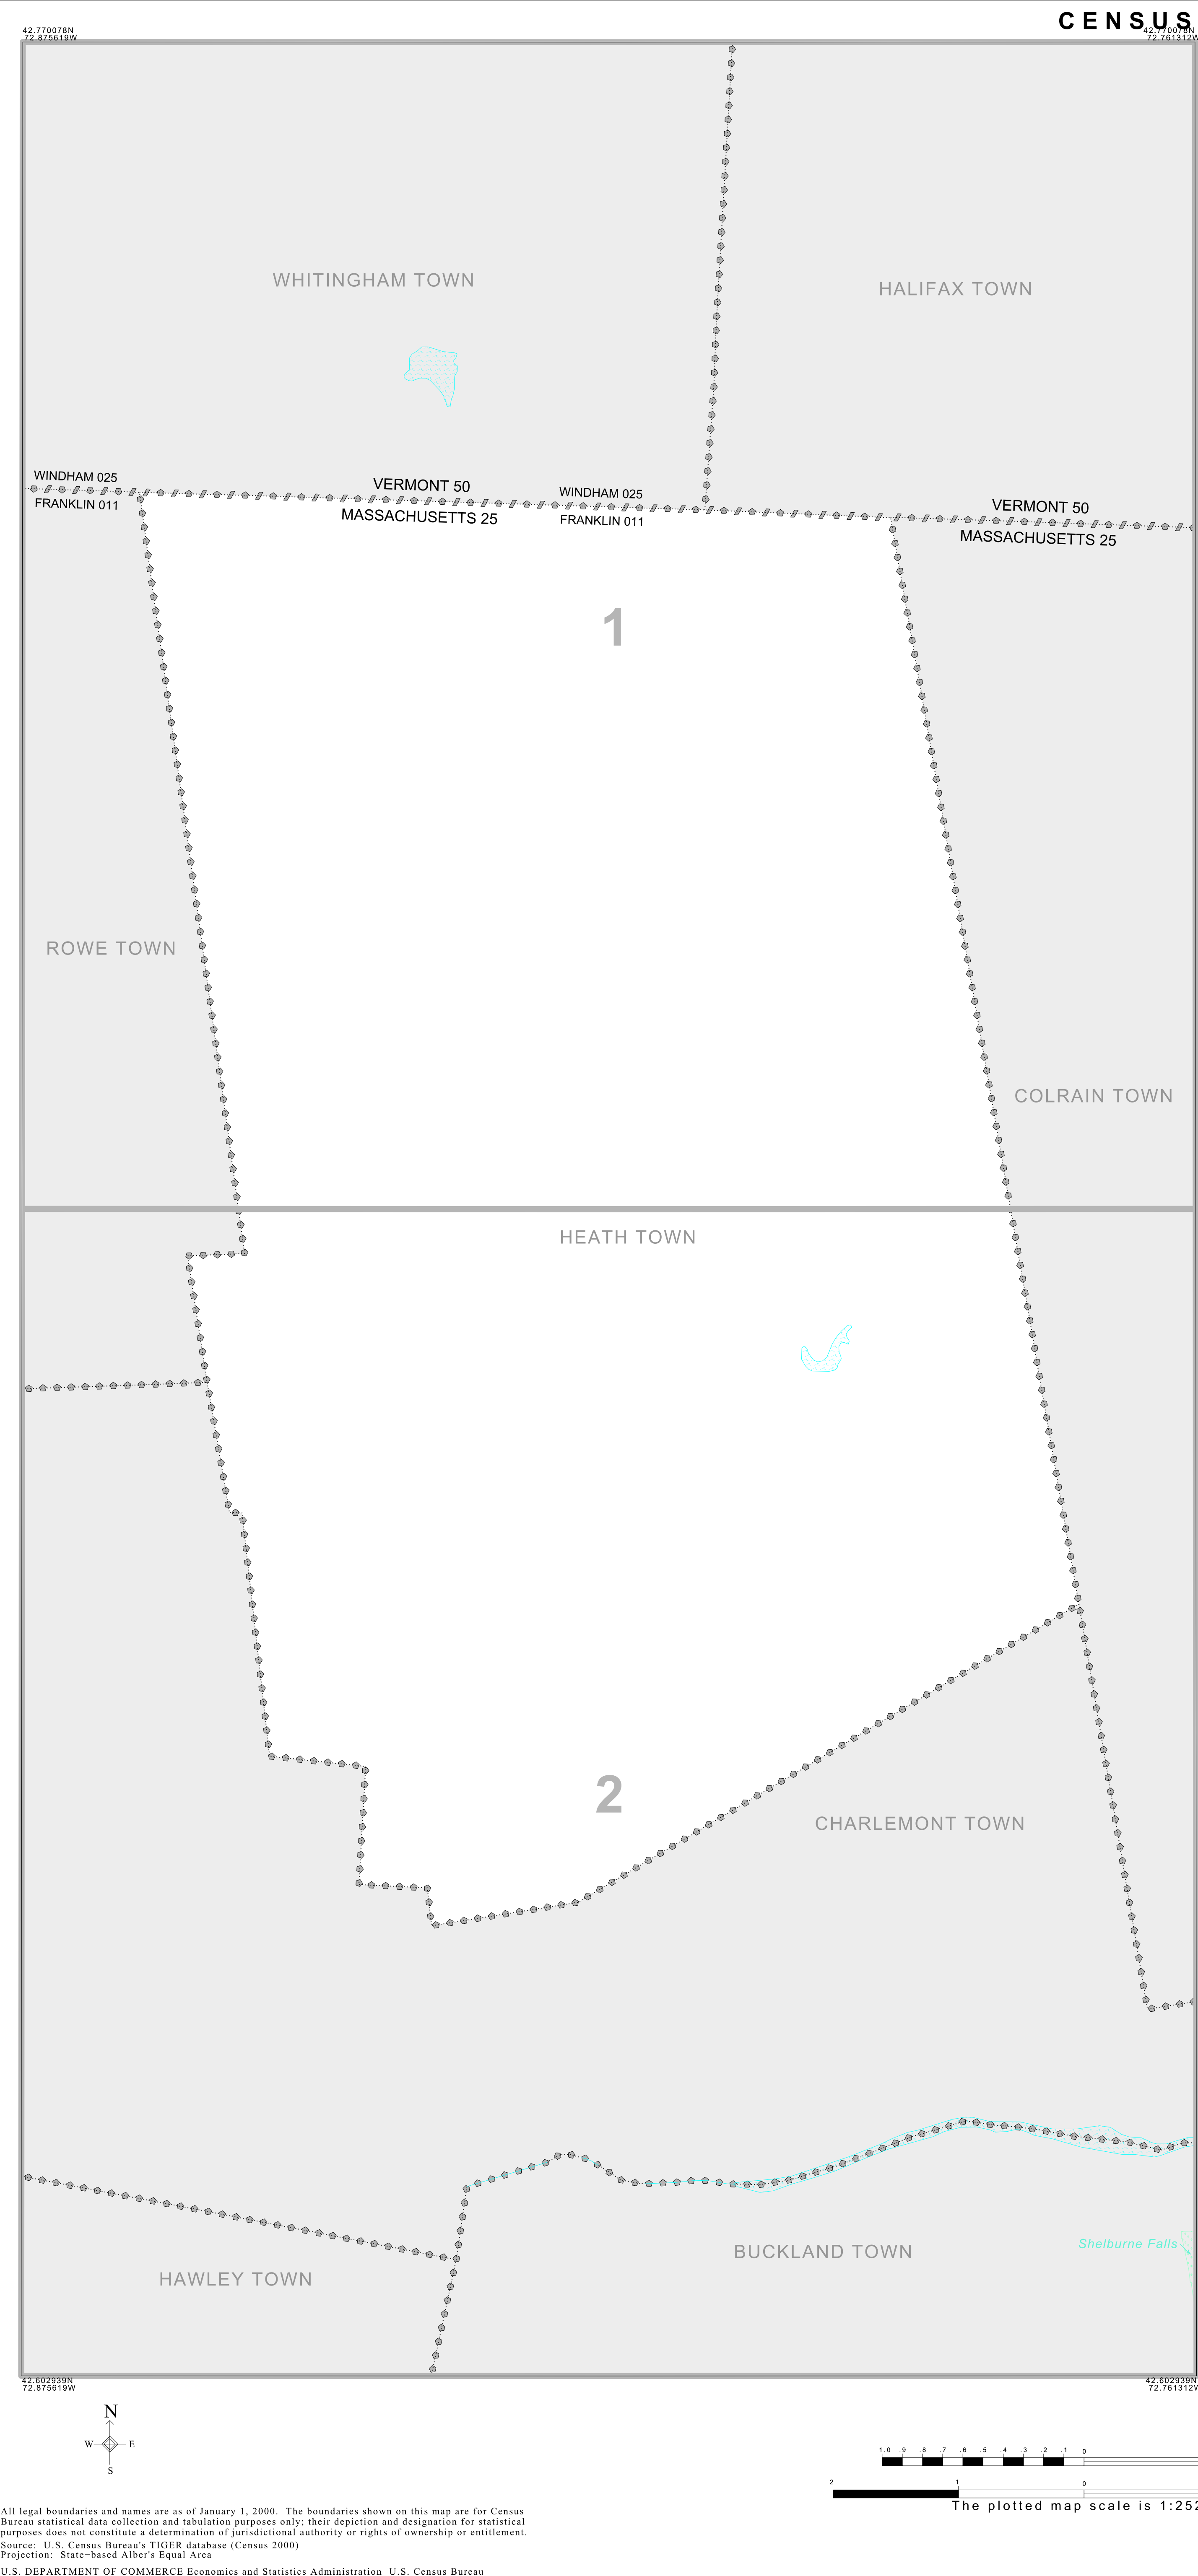 CENSUS
42.770078N
72.875619W
42.770078N
72.761312W
WHITINGHAM TOWN
HALIFAX TOWN
WINDHAM 025
FRANKLIN 011
VERMONT 50
MASSACHUSETTS 25
WINDHAM 025
FRANKLIN 011
VERMONT 50
MASSACHUSETTS 25
1
ROWE TOWN
COLRAIN TOWN
HEATH TOWN
2
CHARLEMONT TOWN
Shelburne Falls
BUCKLAND TOWN
HAWLEY TOWN
42.602939N
72.875619W
42.602939N
72.761312W
N
W E
S
1.0 .9 .8 .7 .6 .5 .4 .3 .2 .1 0
2 1 0
The plotted map scale is 1:252
All legal boundaries and names are as of January 1, 2000. The boundaries shown on this map are for Census
Bureau statistical data collection and tabulation purposes only; their depiction and designation for statistical
purposes does not constitute a determination of jurisdictional authority or rights of ownership or entitlement.
Source: U.S. Census Bureau's TIGER database (Census 2000)
Projection: State-based Alber's Equal Area
U.S. DEPARTMENT OF COMMERCE Economics and Statistics Administration U.S. Census Bureau